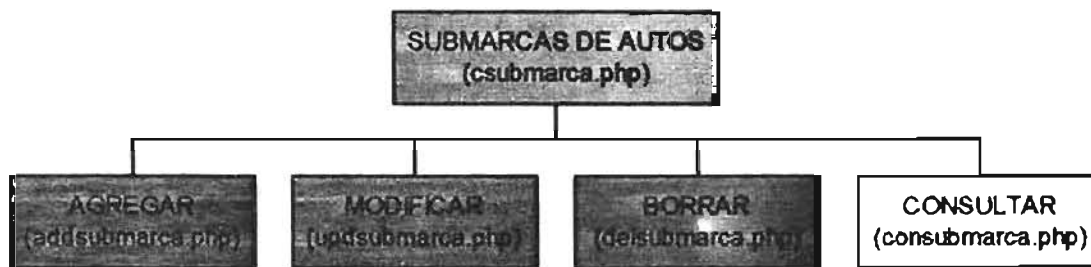 SUBMARCAS DE AUTOS
(csubmarca.php)
AGREGAR
(addsubmarca.php)
MODIFICAR
(updsubmarca.php)
BORRAR
(delsubmarca.php)
CONSULTAR
(consubmarca.php)